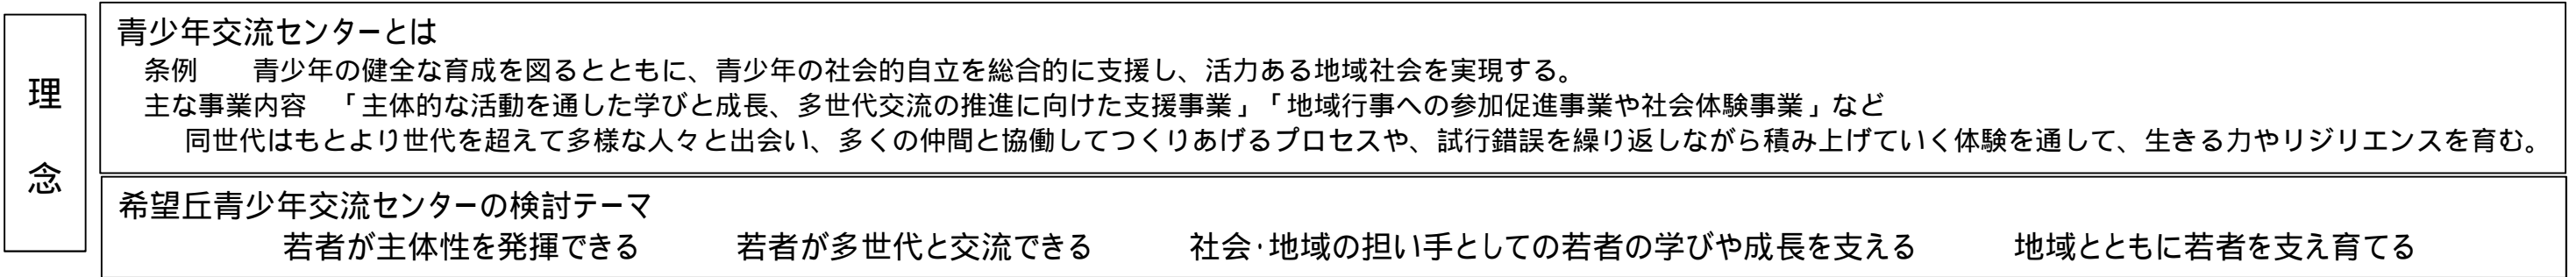 理念
青少年交流センターとは
条例　　青少年の健全な育成を図るとともに、青少年の社会的自立を総合的に支援し、活力ある地域社会を実現する。
主な事業内容　「主体的な活動を通した学びと成長、多世代交流の推進に向けた支援事業」「地域行事への参加促進事業や社会体験事業」など
同世代はもとより世代を超えて多様な人々と出会い、多くの仲間と協働してつくりあげるプロセスや、試行錯誤を繰り返しながら積み上げていく体験を通して、生きる力やリジリエンスを育む。
希望丘青少年交流センターの検討テーマ
若者が主体性を発揮できる　　若者が多世代と交流できる　　社会・地域の担い手としての若者の学びや成長を支える　　地域とともに若者を支え育てる